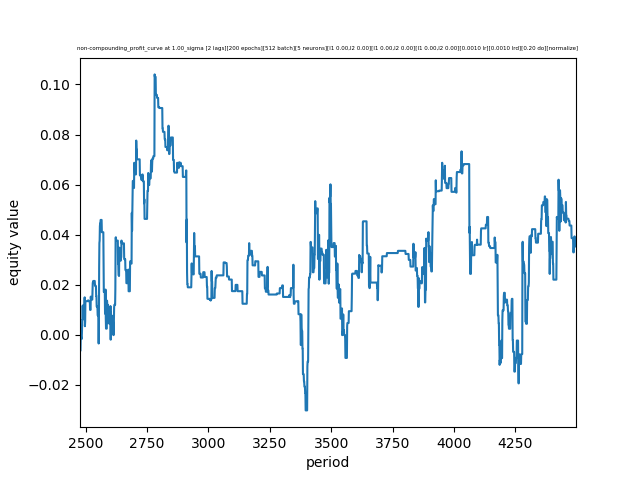 non-compounding_profit_curve at 1.00_sigma [2 lags][200 epochs][512 batch][5 neurons][l1 0.00,l2 0.00][l1 0.00,l2 0.00][l1 0.00,l2 0.00][0.0010 lr][0.0010 lrd][0.20 do][normalize]
0.10
0.08
0.06
0.04
0.02
0.00
−0.02
equity value
2500 2750 3000 3250 3500 3750 4000 4250
period